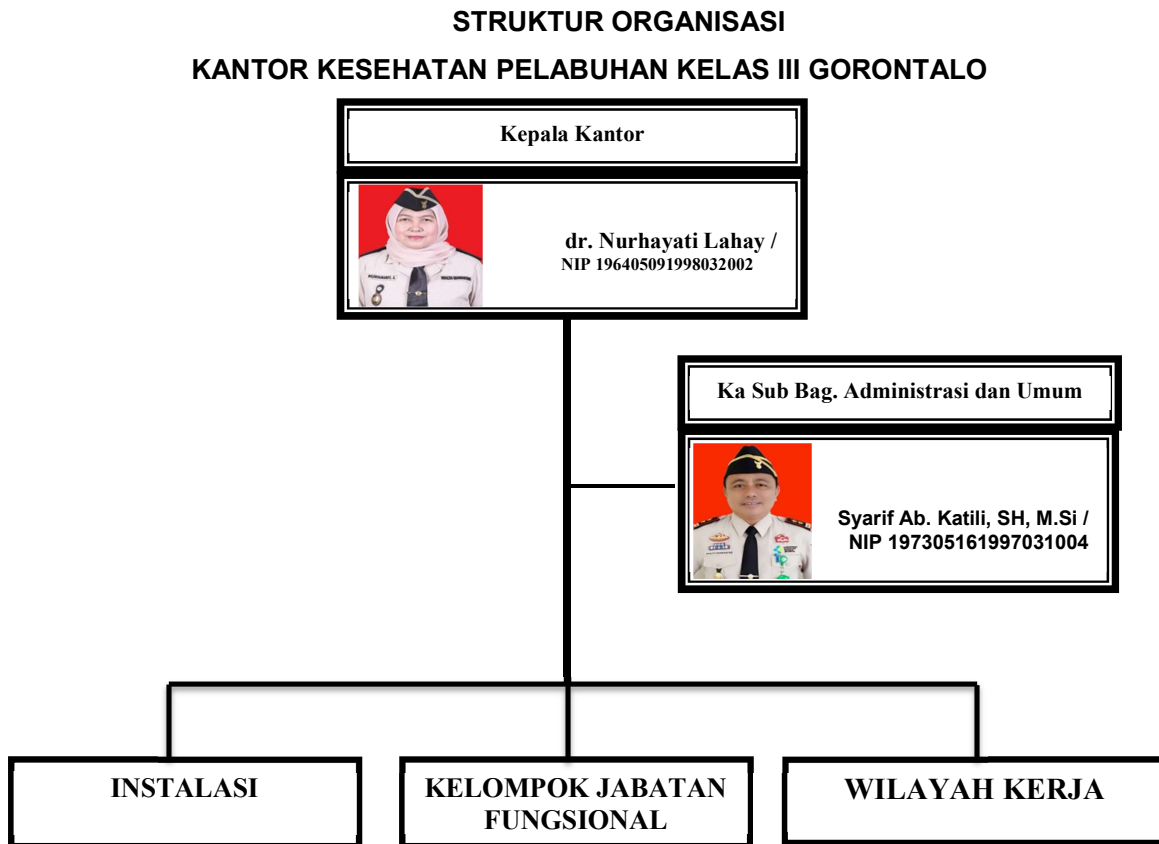 STRUKTUR ORGANISASI
KANTOR KESEHATAN PELABUHAN KELAS III GORONTALO
Kepala Kantor
dr. Nurhayati Lahay /
NIP 196405091998032002
Ka Sub Bag. Administrasi dan Umum
Syarif Ab. Katili, SH, M.Si /
NIP 197305161997031004
INSTALASI
KELOMPOK JABATAN
FUNGSIONAL
WILAYAH KERJA